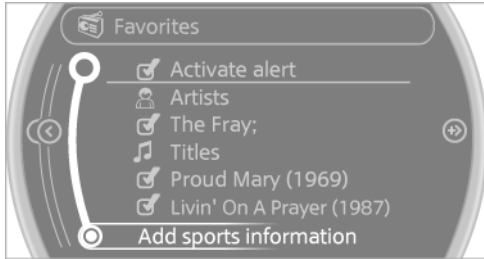 Favorites
Activate alert
Artists
The Fray;
Titles
Proud Mary (1969)
Livin' On A Prayer (1987)
Add sports information